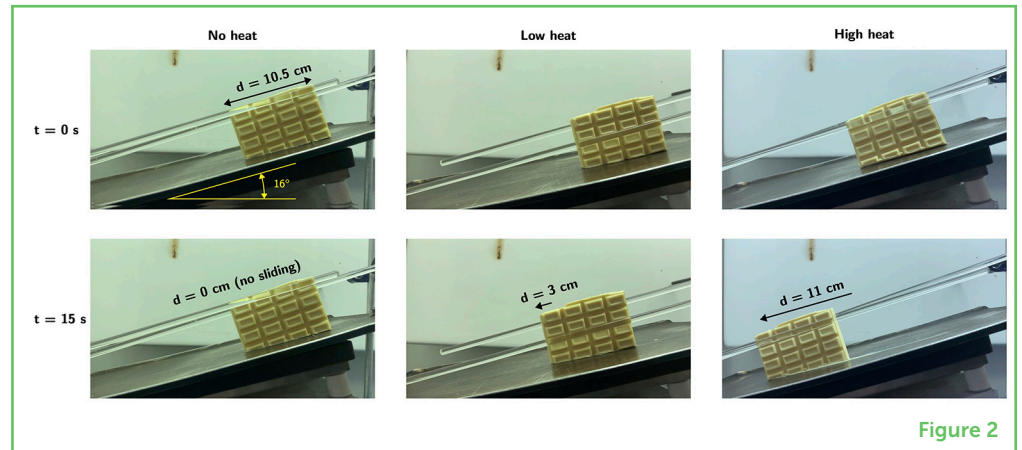 No heat
Low heat
High heat
t = 0 s
d = 10.5 cm
16°
t = 15 s
d = 0 cm (no sliding)
d = 3 cm
d = 11 cm
Figure 2